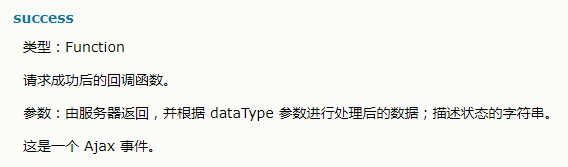 success
类型：Function
请求成功后的回调函数。
参数：由服务器返回，并根据 dataType 参数进行处理后的数据；描述状态的字符串。
这是一个 Ajax 事件。